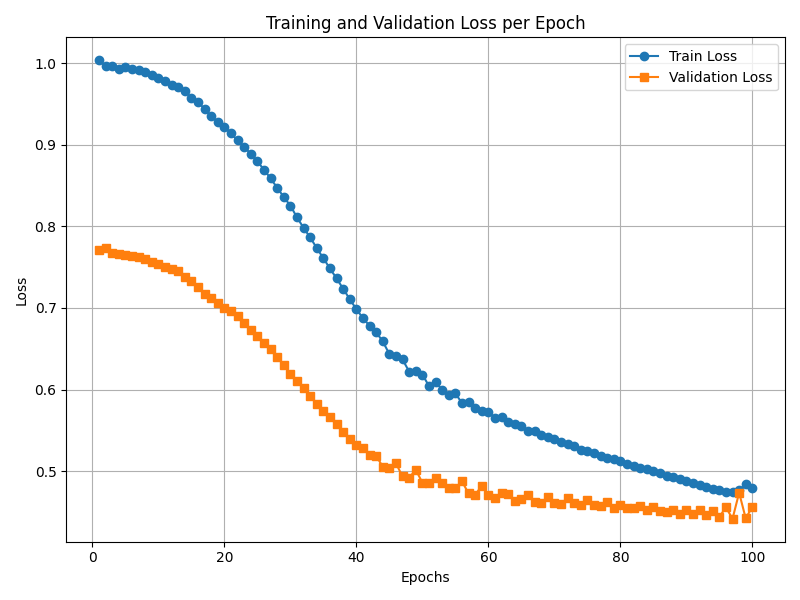 Training and Validation Loss per Epoch
Train Loss
Validation Loss
1.0
0.9
0.8
0.7
0.6
0.5
Loss
0 20 40 60 80 100
Epochs